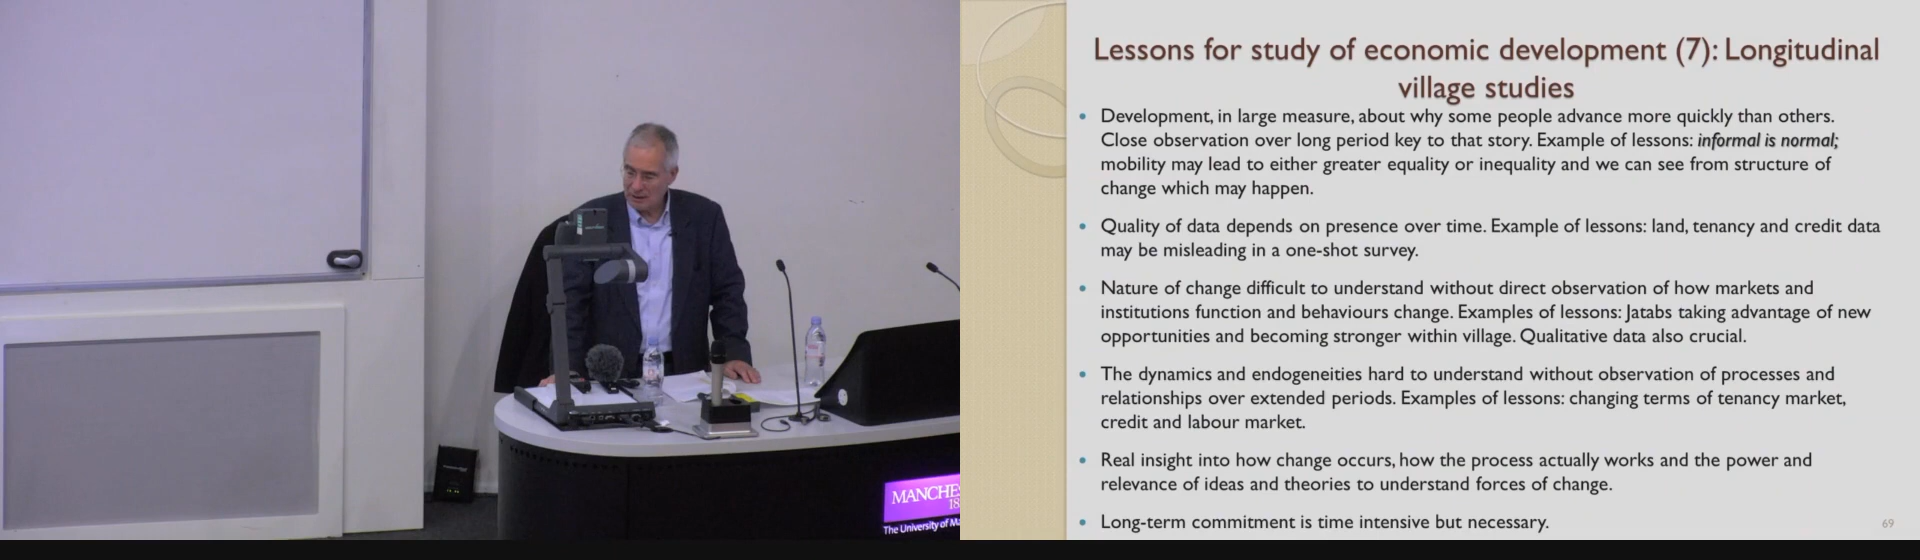 Lessons for study of economic development (7): Longitudinal
village studies
• Development, in large measure, about why some people advance more quickly than others.
Close observation over long period key to that story. Example of lessons: informal is normal;
mobility may lead to either greater equality or inequality and we can see from structure of
change which may happen.
• Quality of data depends on presence over time. Example of lessons: land, tenancy and credit data
may be misleading in a one-shot survey.
• Nature of change difficult to understand without direct observation of how markets and
institutions function and behaviours change. Examples of lessons: Jatabs taking advantage of new
opportunities and becoming stronger within village. Qualitative data also crucial.
• The dynamics and endogeneities hard to understand without observation of processes and
relationships over extended periods. Examples of lessons: changing terms of tenancy market,
credit and labour market.
• Real insight into how change occurs, how the process actually works and the power and
relevance of ideas and theories to understand forces of change.
• Long-term commitment is time intensive but necessary.
69
MANCHE
18
The University of Ma